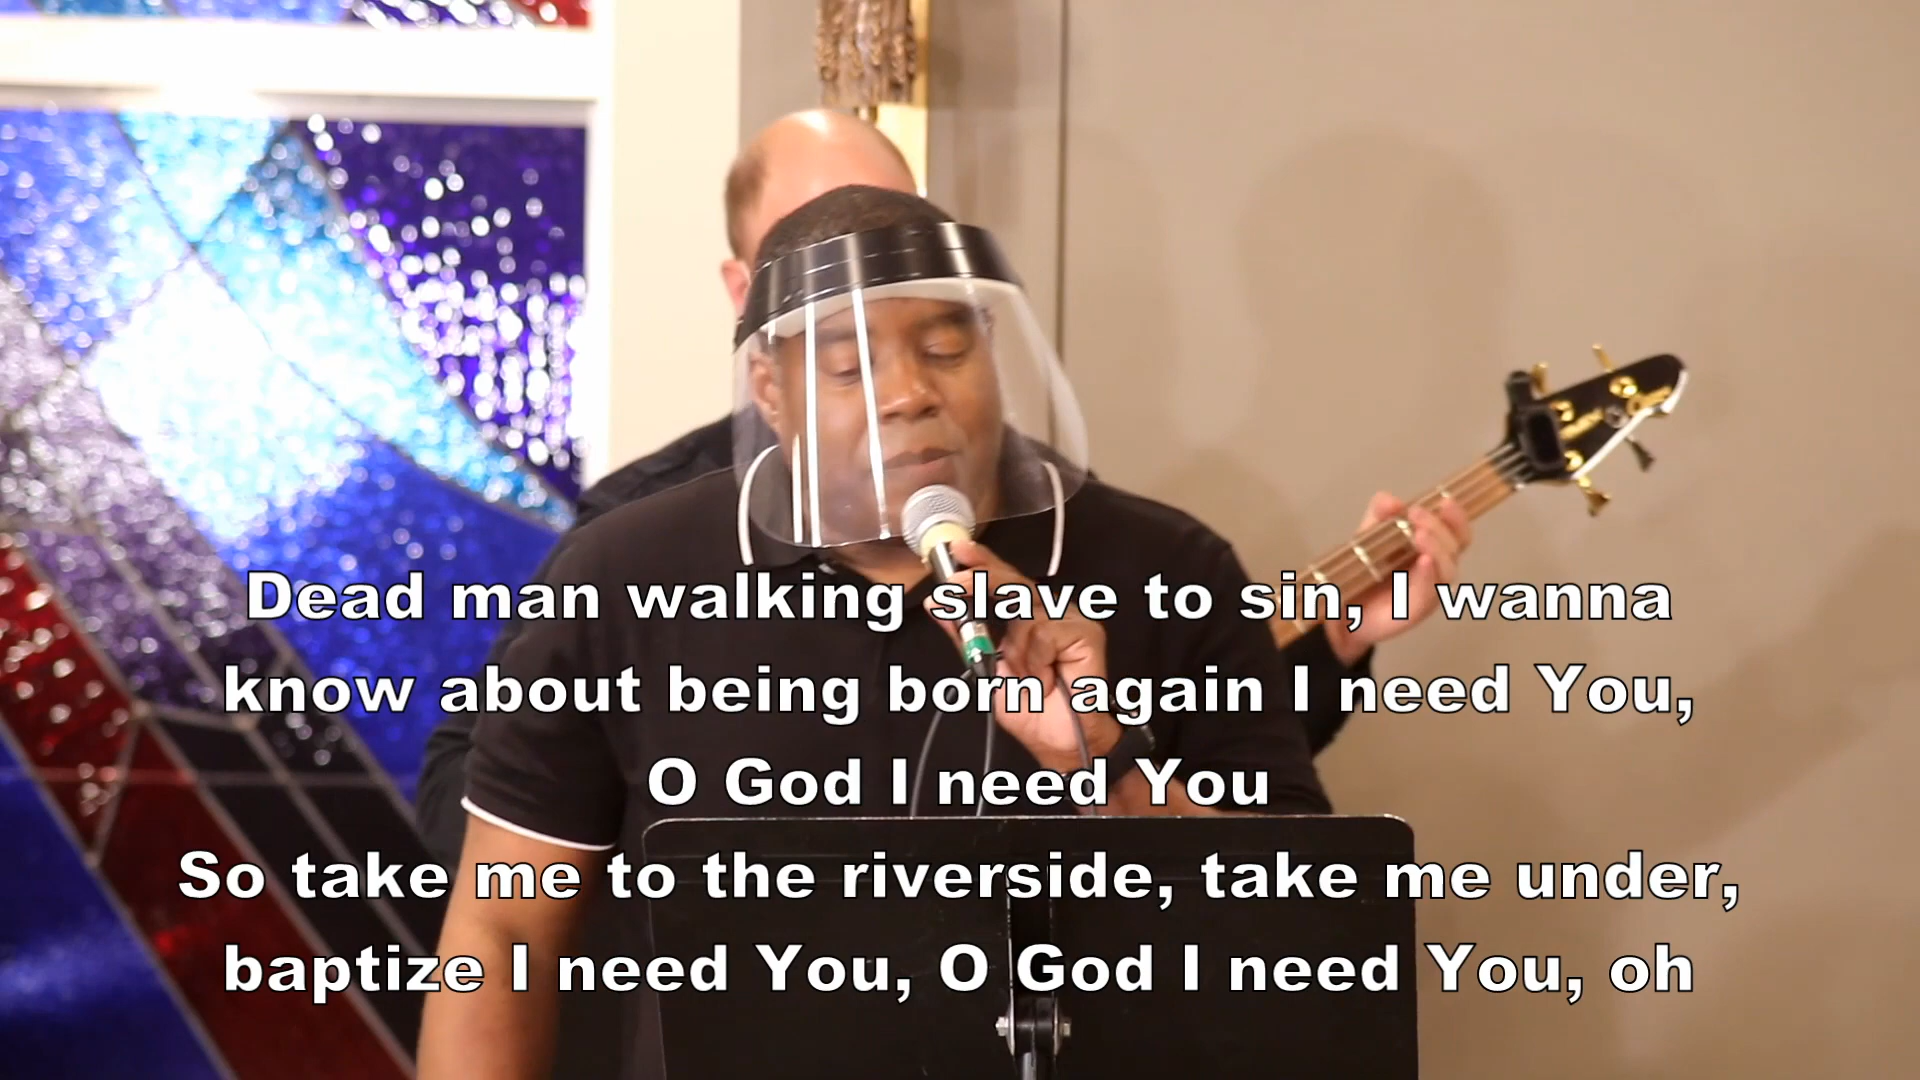 Dead man walking slave to sin, I wanna
know about being born again I need You,
O God I need You
So take me to the riverside, take me under,
baptize I need You, O God I need You, oh